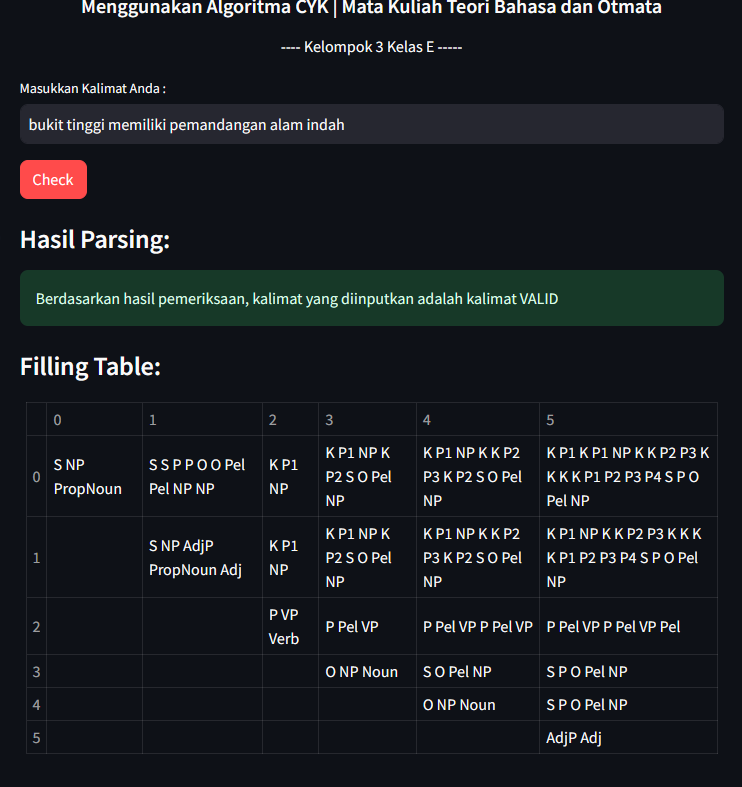 Menggunakan Algoritma CYK | Mata Kuliah Teori Bahasa dan Otmata
---- Kelompok 3 Kelas E -----
Masukkan Kalimat Anda :
bukit tinggi memiliki pemandangan alam indah
Check
Hasil Parsing:
Berdasarkan hasil pemeriksaan, kalimat yang diinputkan adalah kalimat VALID
Filling Table:
0 1 2 3 4 5
0
S NP
PropNoun
S S P P O O Pel
Pel NP NP
K P1
NP
K P1 NP K
P2 S O Pel
NP
K P1 NP K K P2
P3 K P2 S O Pel
NP
K P1 K P1 NP K K P2 P3 K
K K K P1 P2 P3 P4 S P O
Pel NP
1
S NP AdjP
PropNoun Adj
K P1
NP
K P1 NP K
P2 S O Pel
NP
K P1 NP K K P2
P3 K P2 S O Pel
NP
K P1 NP K K P2 P3 K K K
K P1 P2 P3 P4 S P O Pel
NP
2
P VP
Verb
P Pel VP
P Pel VP P Pel VP
P Pel VP P Pel VP Pel
3
O NP Noun
S O Pel NP
S P O Pel NP
4
O NP Noun
S P O Pel NP
5
AdjP Adj